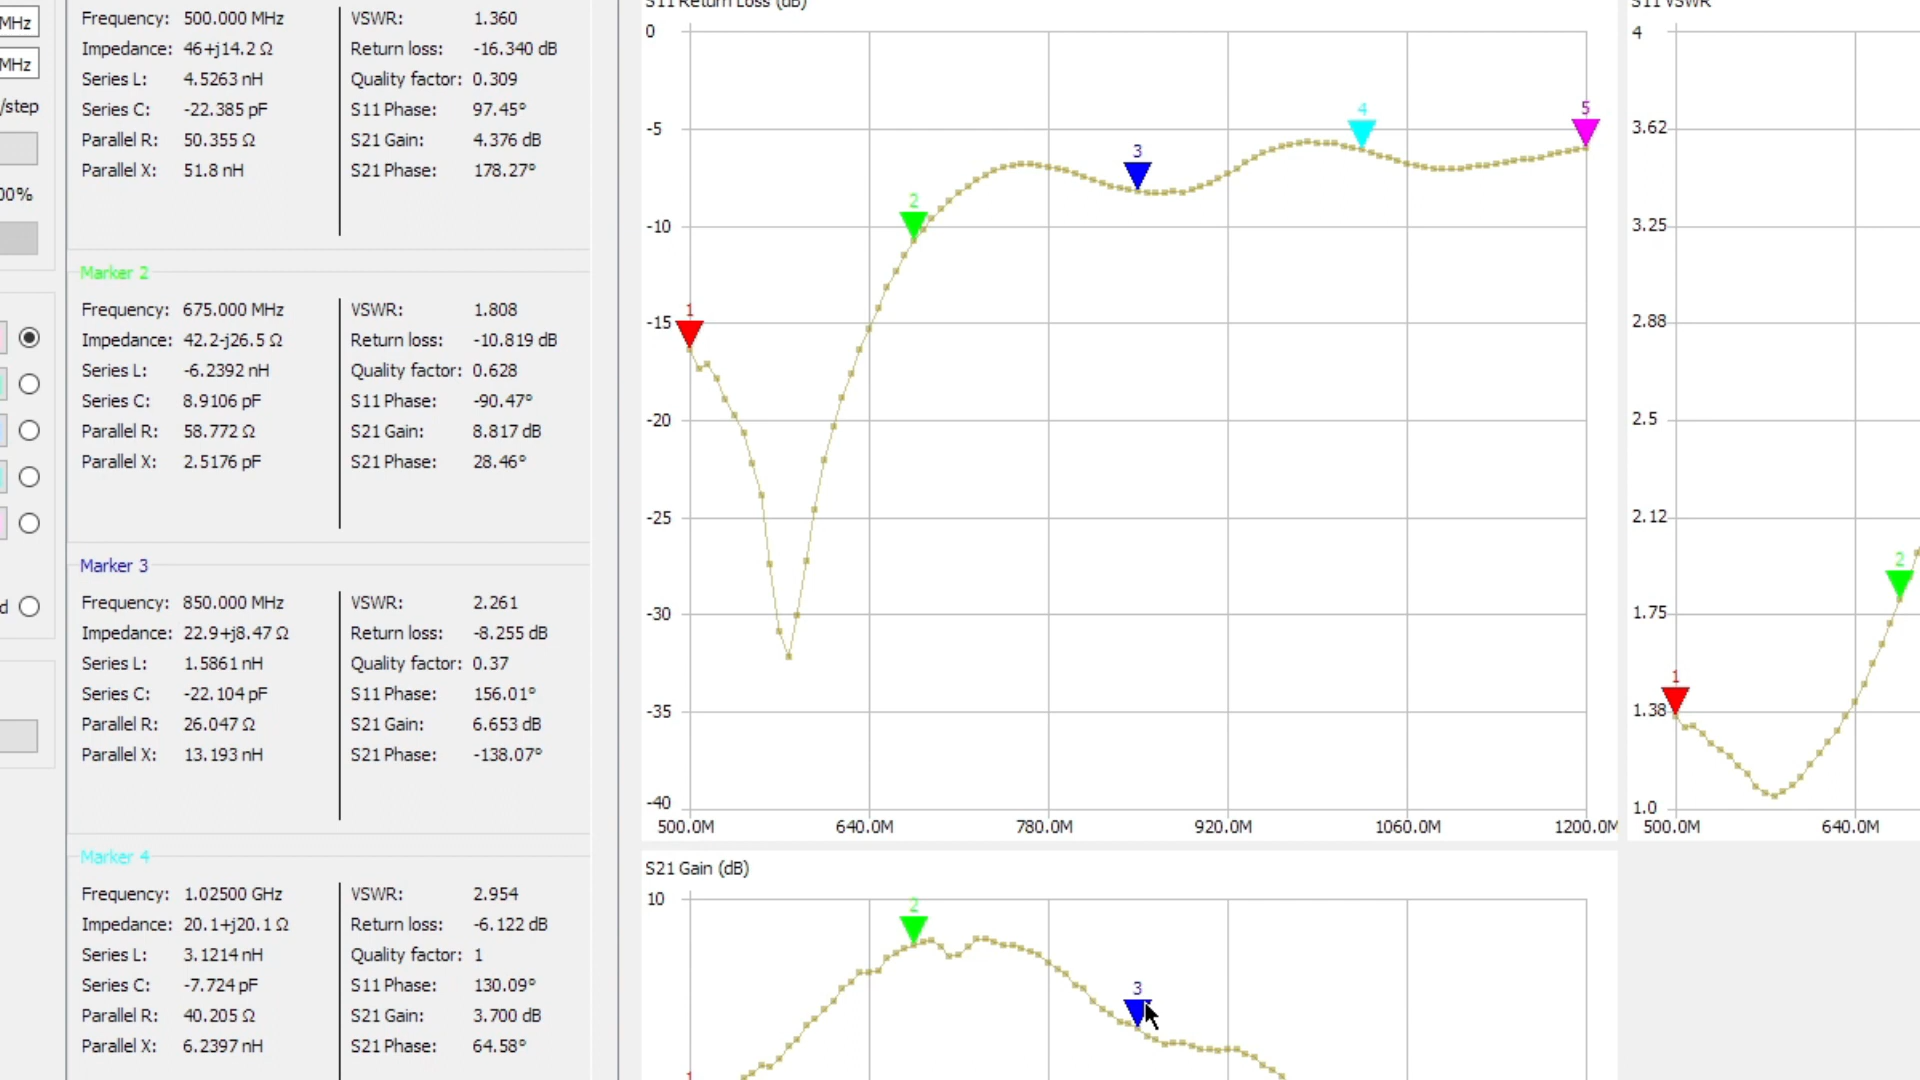 MHz
MHz
/step
00%
d
Frequency: 500.000 MHz
Impedance: 46+j14.2 Ω
Series L: 4.5263 nH
Series C: -22.385 pF
Parallel R: 50.355 Ω
Parallel X: 51.8 nH
VSWR: 1.360
Return loss: -16.340 dB
Quality factor: 0.309
S11 Phase: 97.45°
S21 Gain: 4.376 dB
S21 Phase: 178.27°
Marker 2
Frequency: 675.000 MHz
Impedance: 42.2-j26.5 Ω
Series L: -6.2392 nH
Series C: 8.9106 pF
Parallel R: 58.772 Ω
Parallel X: 2.5176 pF
VSWR: 1.808
Return loss: -10.819 dB
Quality factor: 0.628
S11 Phase: -90.47°
S21 Gain: 8.817 dB
S21 Phase: 28.46°
Marker 3
Frequency: 850.000 MHz
Impedance: 22.9+j8.47 Ω
Series L: 1.5861 nH
Series C: -22.104 pF
Parallel R: 26.047 Ω
Parallel X: 13.193 nH
VSWR: 2.261
Return loss: -8.255 dB
Quality factor: 0.37
S11 Phase: 156.01°
S21 Gain: 6.653 dB
S21 Phase: -138.07°
Marker 4
Frequency: 1.02500 GHz
Impedance: 20.1+j20.1 Ω
Series L: 3.1214 nH
Series C: -7.724 pF
Parallel R: 40.205 Ω
Parallel X: 6.2397 nH
VSWR: 2.954
Return loss: -6.122 dB
Quality factor: 1
S11 Phase: 130.09°
S21 Gain: 3.700 dB
S21 Phase: 64.58°
S11 Return Loss (dB)
0
-5
-10
-15
-20
-25
-30
-35
-40
1
2
3
4
5
500.0M 640.0M 780.0M 920.0M 1060.0M 1200.0M
S21 Gain (dB)
10
1
2
3
S11 VSWR
4
3.62
3.25
2.88
2.5
2.12
1.75
1.38
1.0
1
2
500.0M 640.0M